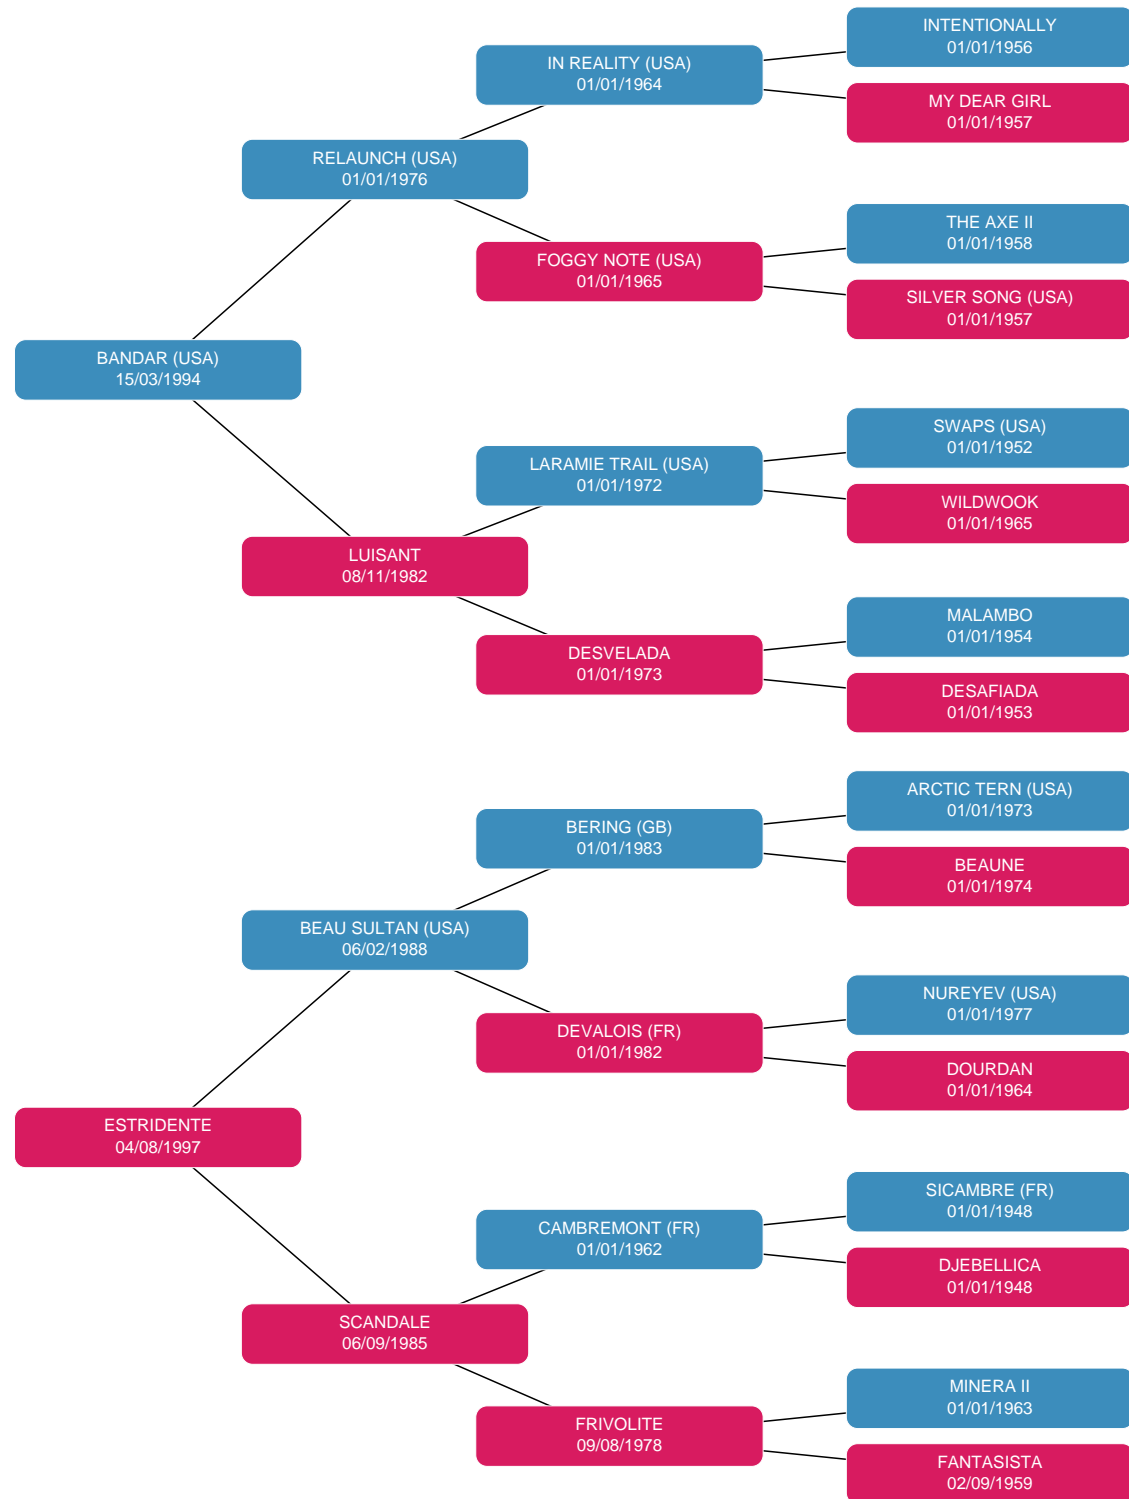 INTENTIONALLY
01/01/1956
IN REALITY (USA)
01/01/1964
MY DEAR GIRL
01/01/1957
RELAUNCH (USA)
01/01/1976
THE AXE II
01/01/1958
FOGGY NOTE (USA)
01/01/1965
SILVER SONG (USA)
01/01/1957
BANDAR (USA)
15/03/1994
SWAPS (USA)
01/01/1952
LARAMIE TRAIL (USA)
01/01/1972
WILDWOOK
01/01/1965
LUISANT
08/11/1982
MALAMBO
01/01/1954
DESVELADA
01/01/1973
DESAFIADA
01/01/1953
ARCTIC TERN (USA)
01/01/1973
BERING (GB)
01/01/1983
BEAUNE
01/01/1974
BEAU SULTAN (USA)
06/02/1988
NUREYEV (USA)
01/01/1977
DEVALOIS (FR)
01/01/1982
DOURDAN
01/01/1964
ESTRIDENTE
04/08/1997
SICAMBRE (FR)
01/01/1948
CAMBREMONT (FR)
01/01/1962
DJEBELLICA
01/01/1948
SCANDALE
06/09/1985
MINERA II
01/01/1963
FRIVOLITE
09/08/1978
FANTASISTA
02/09/1959